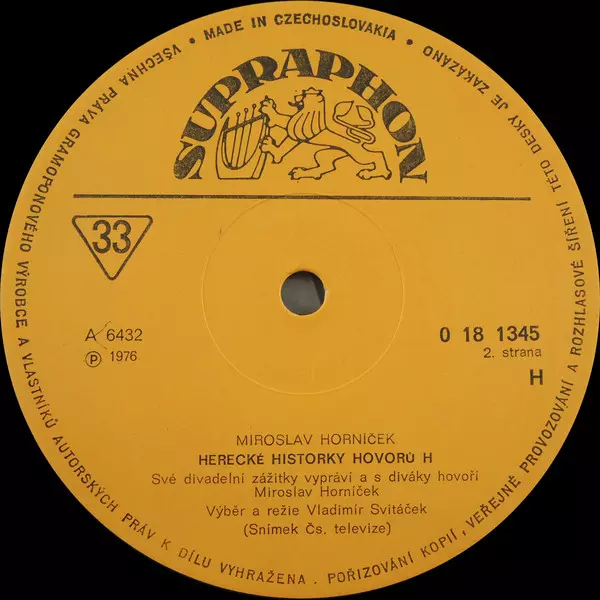 VŠECHNA PRÁVA GRAMOFONOVÉHO VÝROBCE A VLASTNÍKŮ AUTORSKÝCH PRÁV K DÍLU VYHRAŽENA . POŘIZOVÁNÍ KOPIÍ, VEŘEJNÉ PROVOZOVÁNÍ A ROZHLASOVÉ ŠÍŘENÍ TÉTO DESKY JE ZAKÁZÁNO • MADE IN CZECHOSLOVAKIA •
SUPRAPHON
33
A 6432
Ⓟ 1976
0 18 1345
2. strana
H
MIROSLAV HORNÍČEK
HERECKÉ HISTORKY HOVORŮ H
Své divadelní zážitky vypráví a s diváky hovoří
Miroslav Horníček
Výběr a režie Vladimír Svitáček
(Snímek Čs. televize)